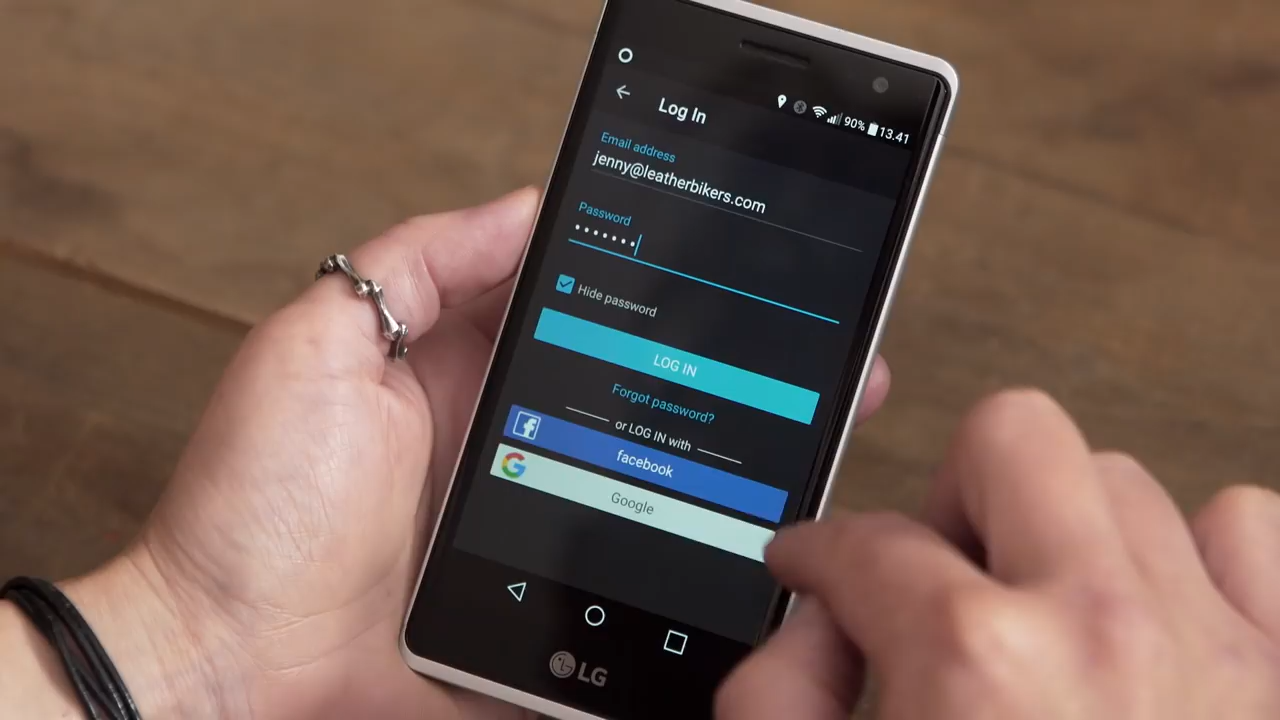 90% 13.41
Log In
Email address
jenny@leatherbikers.com
Password
•••••••
Hide password
LOG IN
Forgot password?
or LOG IN with
facebook
Google
LG